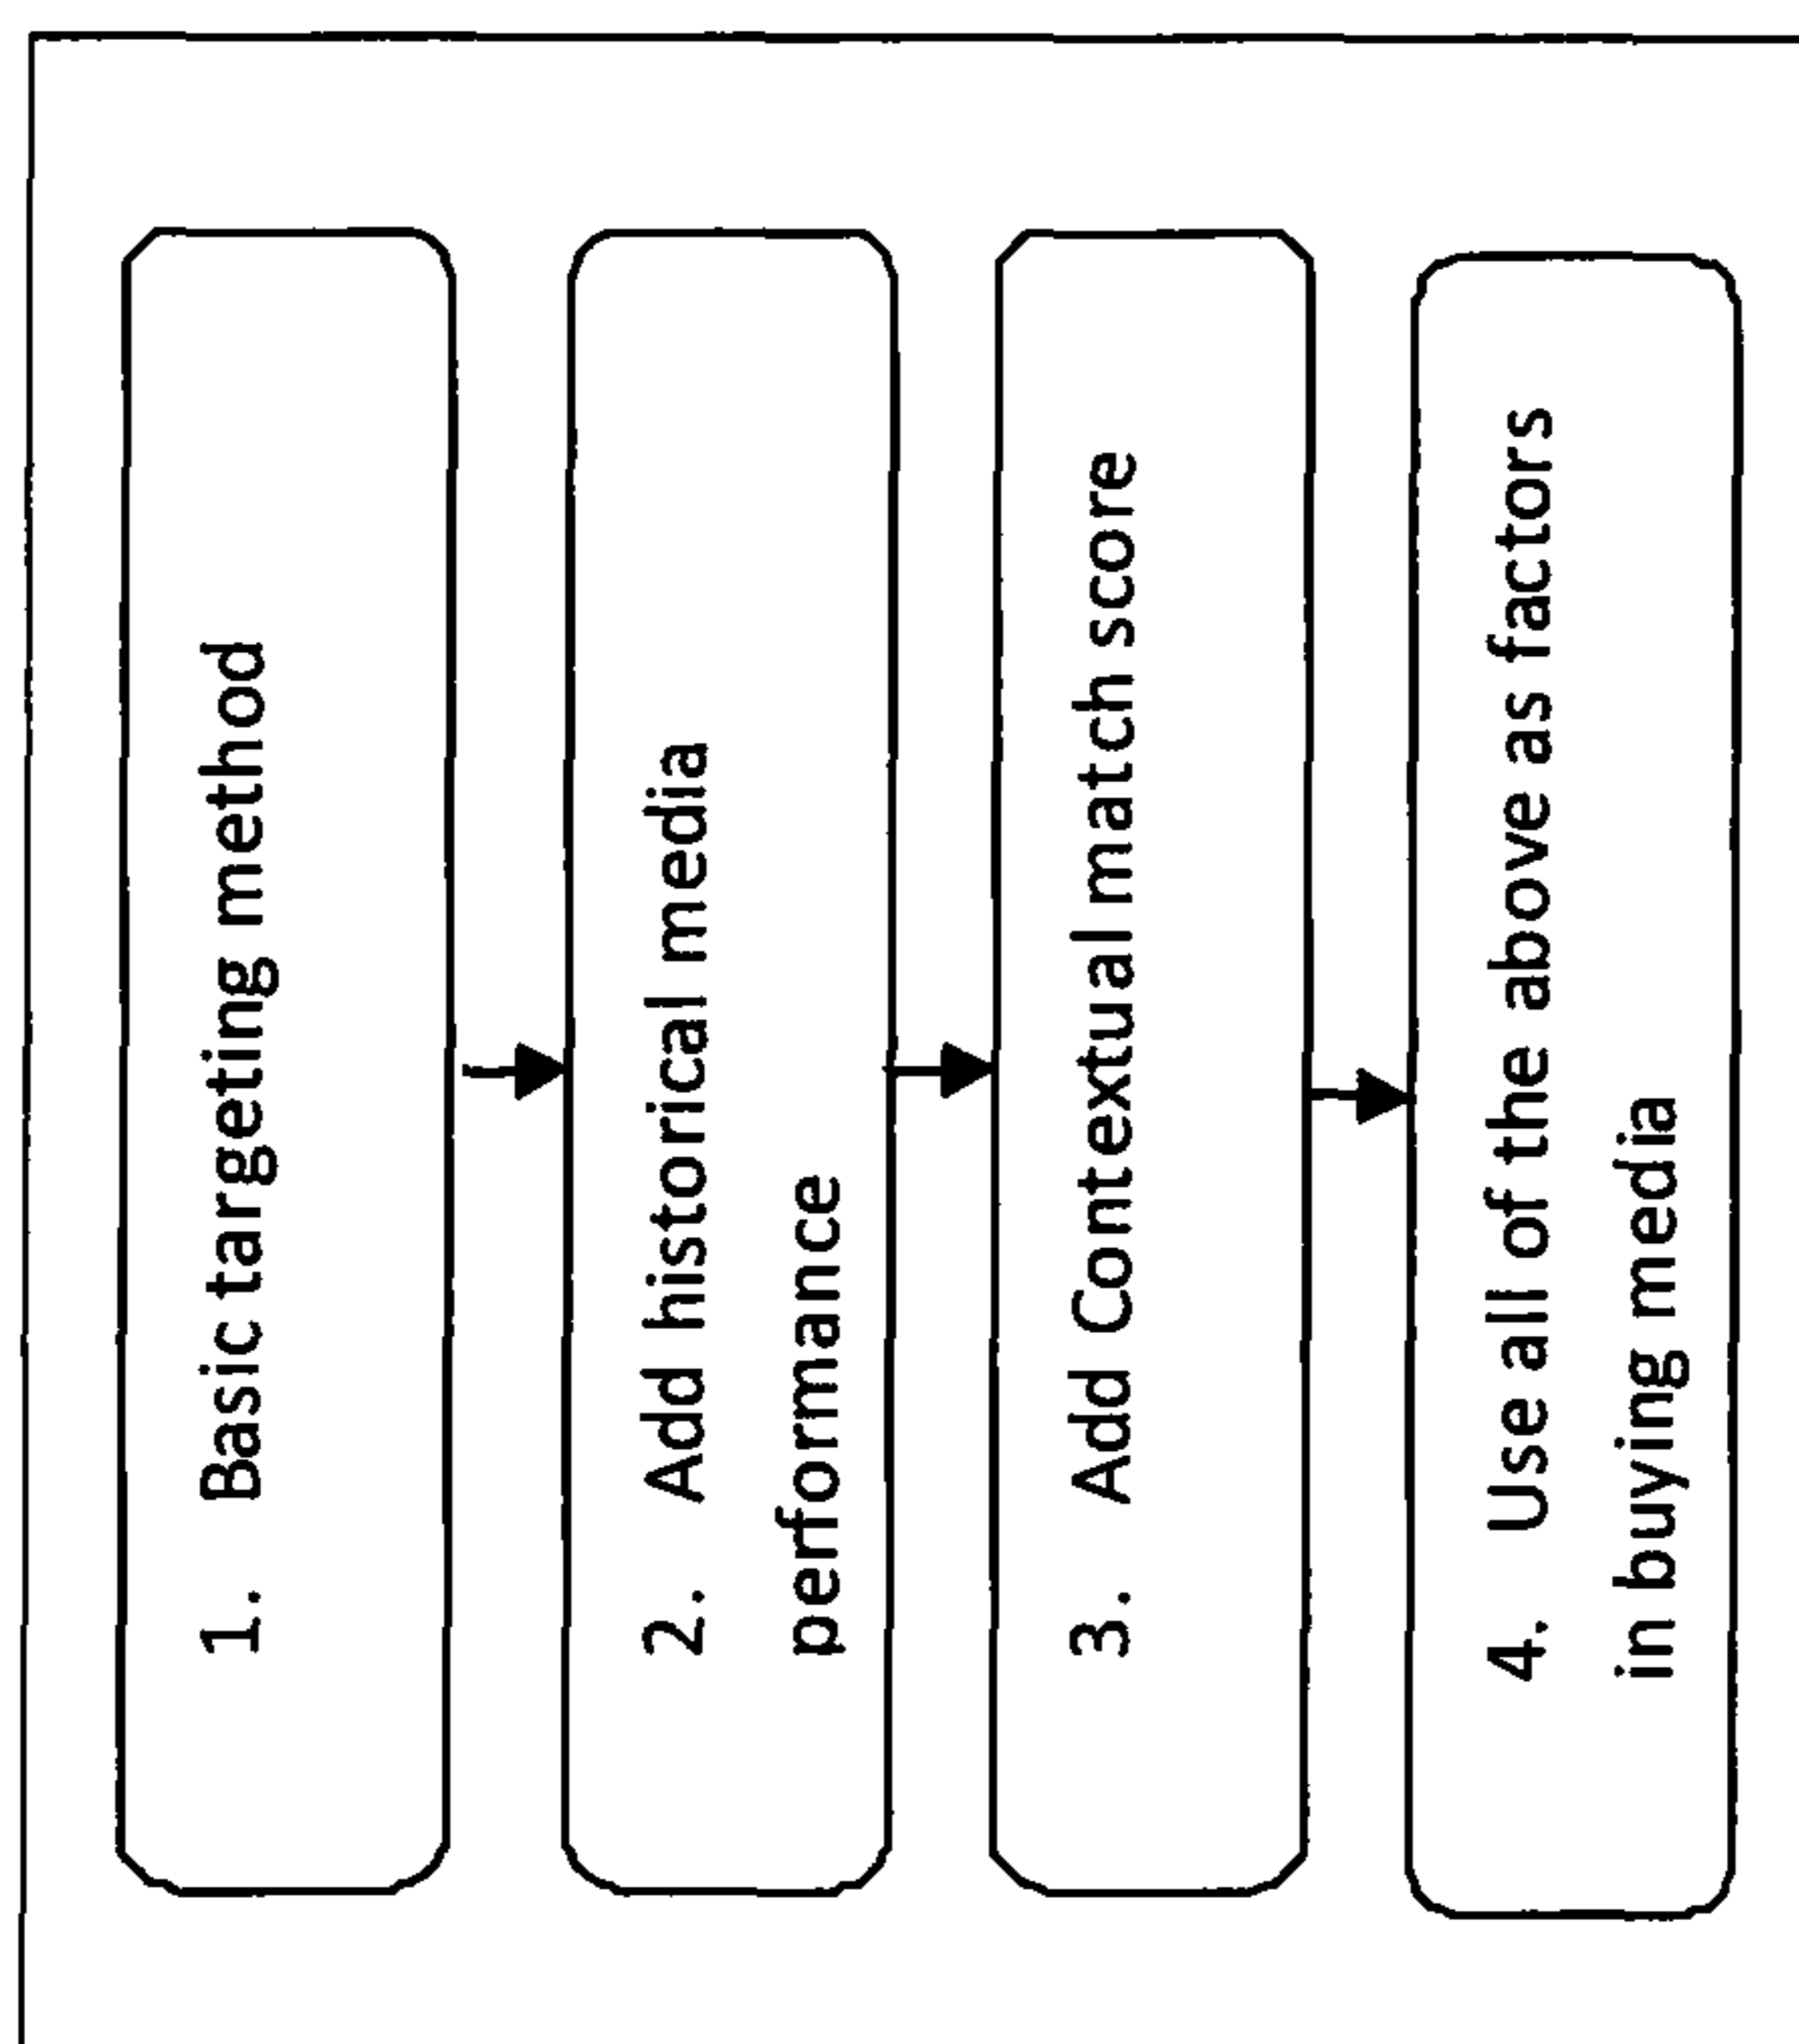 1. Basic targeting method
2. Add historical media
performance
3. Add Contextual match score
4. Use all of the above as factors
in buying media